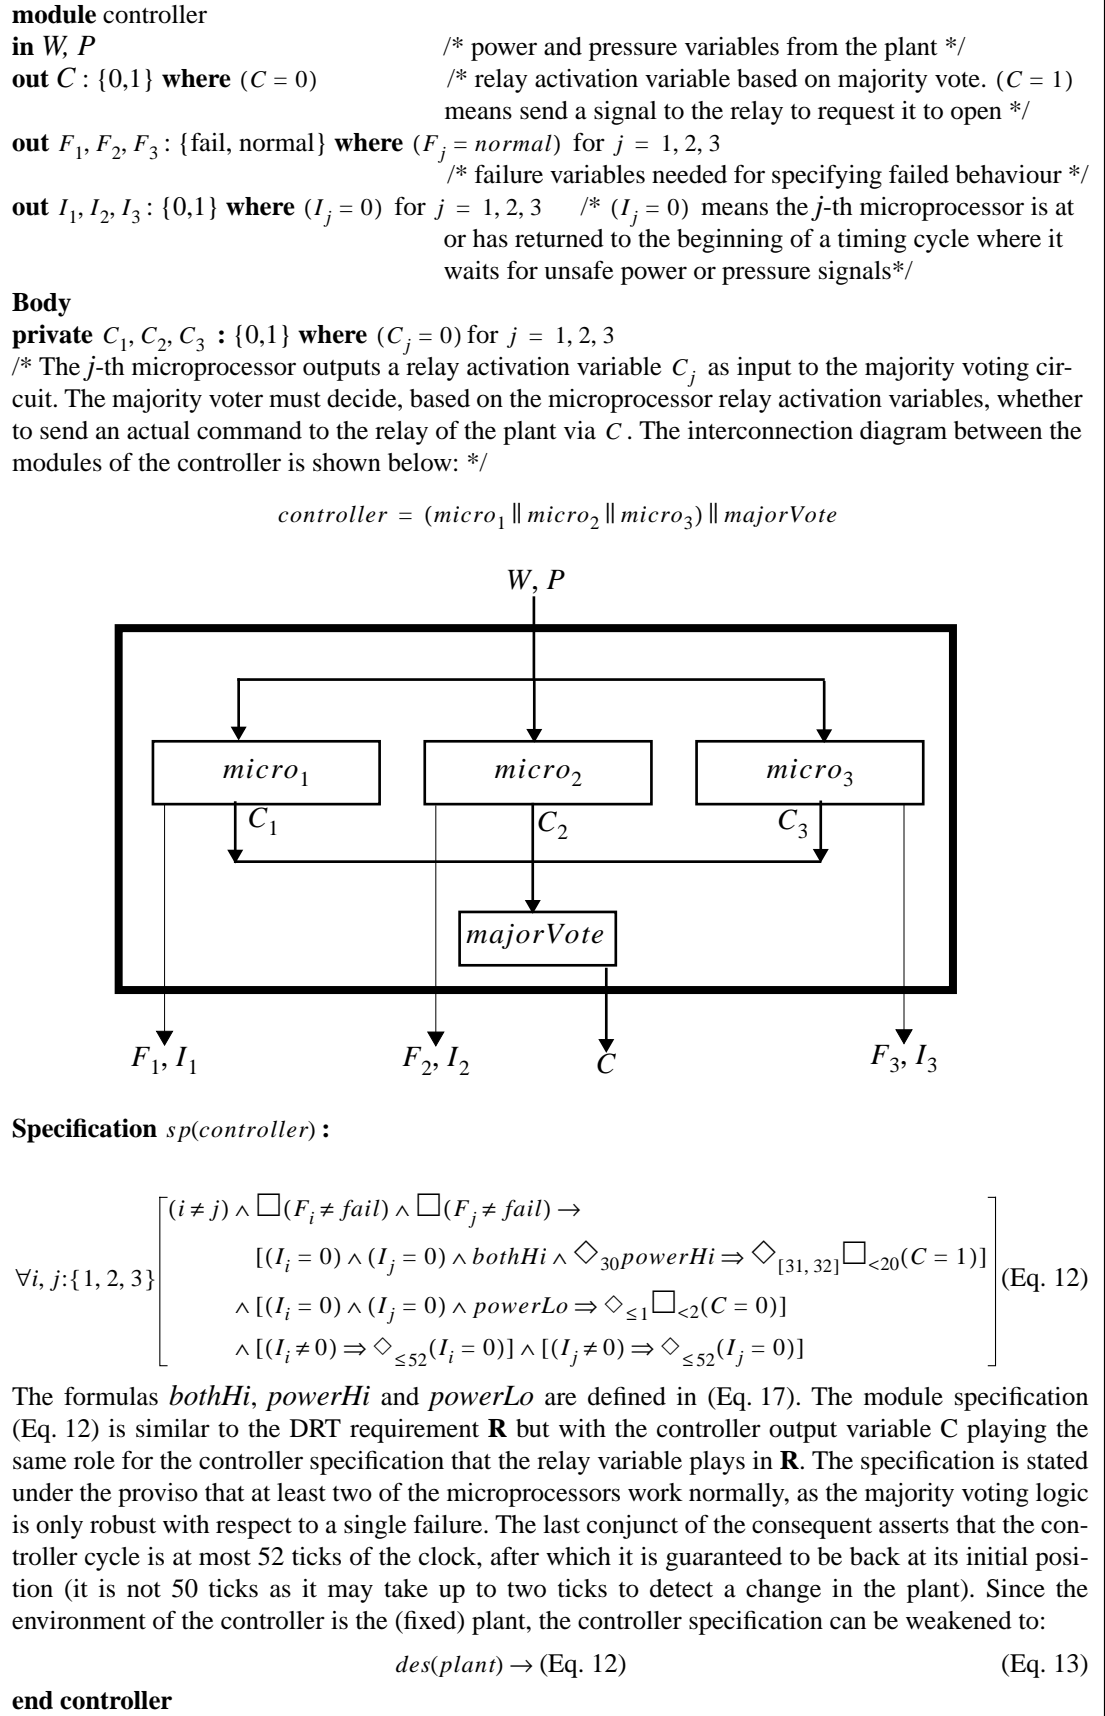 module controller
in W, P /* power and pressure variables from the plant */
out C : {0,1} where (C = 0) /* relay activation variable based on majority vote. (C = 1)
means send a signal to the relay to request it to open */
out F₁, F₂, F₃ : {fail, normal} where (F_j = normal) for j = 1, 2, 3
/* failure variables needed for specifying failed behaviour */
out I₁, I₂, I₃ : {0,1} where (I_j = 0) for j = 1, 2, 3 /* (I_j = 0) means the j-th microprocessor is at
or has returned to the beginning of a timing cycle where it
waits for unsafe power or pressure signals*/
Body
private C₁, C₂, C₃ : {0,1} where (C_j = 0) for j = 1, 2, 3
/* The j-th microprocessor outputs a relay activation variable C_j as input to the majority voting cir-
cuit. The majority voter must decide, based on the microprocessor relay activation variables, whether
to send an actual command to the relay of the plant via C. The interconnection diagram between the
modules of the controller is shown below: */
controller = (micro₁ || micro₂ || micro₃) || majorVote
W, P
micro₁ micro₂ micro₃
C₁ C₂ C₃
majorVote
F₁, I₁ F₂, I₂ C F₃, I₃
Specification sp(controller) :
(i ≠ j) ∧ □(F_i ≠ fail) ∧ □(F_j ≠ fail) →
[(I_i = 0) ∧ (I_j = 0) ∧ bothHi ∧ ◇₃₀powerHi ⇒ ◇_[31, 32]□_<20(C = 1)]
∀i, j:{1, 2, 3} (Eq. 12)
∧ [(I_i = 0) ∧ (I_j = 0) ∧ powerLo ⇒ ◇_≤1□_<2(C = 0)]
∧ [(I_i ≠ 0) ⇒ ◇_≤52(I_i = 0)] ∧ [(I_j ≠ 0) ⇒ ◇_≤52(I_j = 0)]
The formulas bothHi, powerHi and powerLo are defined in (Eq. 17). The module specification
(Eq. 12) is similar to the DRT requirement R but with the controller output variable C playing the
same role for the controller specification that the relay variable plays in R. The specification is stated
under the proviso that at least two of the microprocessors work normally, as the majority voting logic
is only robust with respect to a single failure. The last conjunct of the consequent asserts that the con-
troller cycle is at most 52 ticks of the clock, after which it is guaranteed to be back at its initial posi-
tion (it is not 50 ticks as it may take up to two ticks to detect a change in the plant). Since the
environment of the controller is the (fixed) plant, the controller specification can be weakened to:
des(plant) → (Eq. 12) (Eq. 13)
end controller